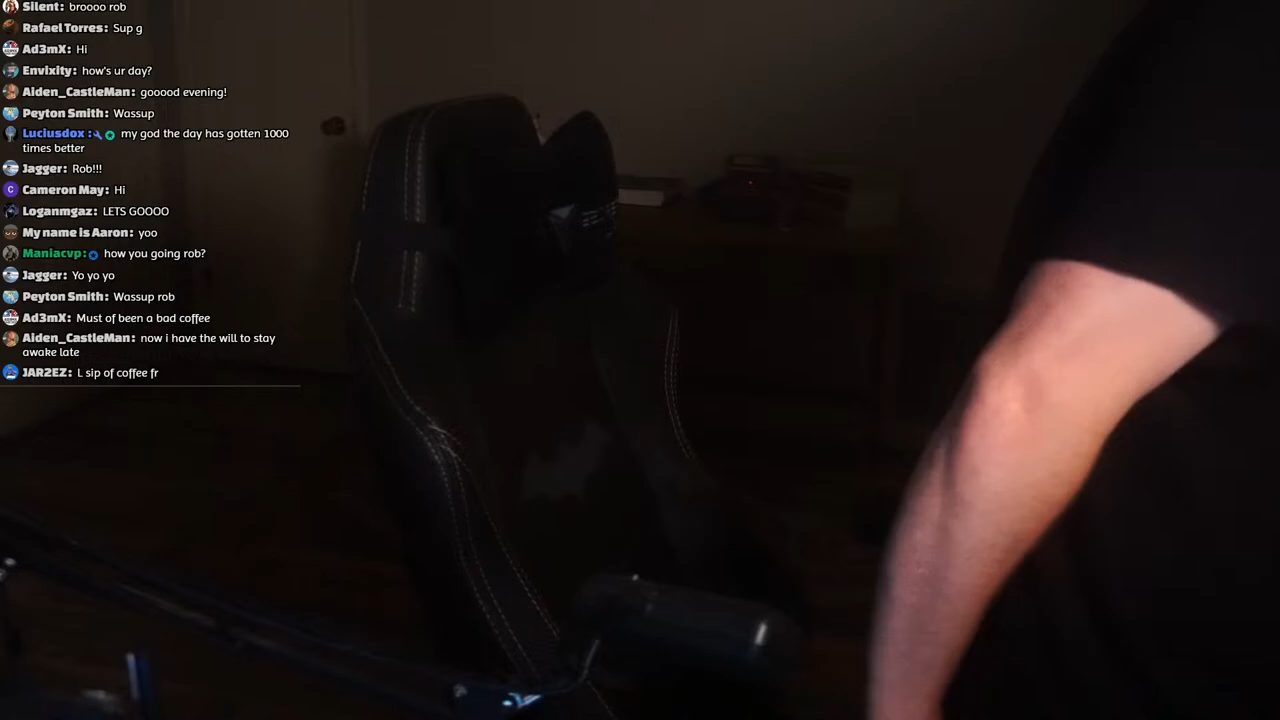 Silent: broooo rob
Rafael Torres: Sup g
Ad3mX: Hi
Envixity: how's ur day?
Aiden_CastleMan: gooood evening!
Peyton Smith: Wassup
Luciusdox : my god the day has gotten 1000
times better
Jagger: Rob!!!
C Cameron May: Hi
Loganmgaz: LETS GOOOO
My name is Aaron: yoo
Maniacvp: how you going rob?
Jagger: Yo yo yo
Peyton Smith: Wassup rob
Ad3mX: Must of been a bad coffee
Aiden_CastleMan: now i have the will to stay
awake late
JAR2EZ: L sip of coffee fr